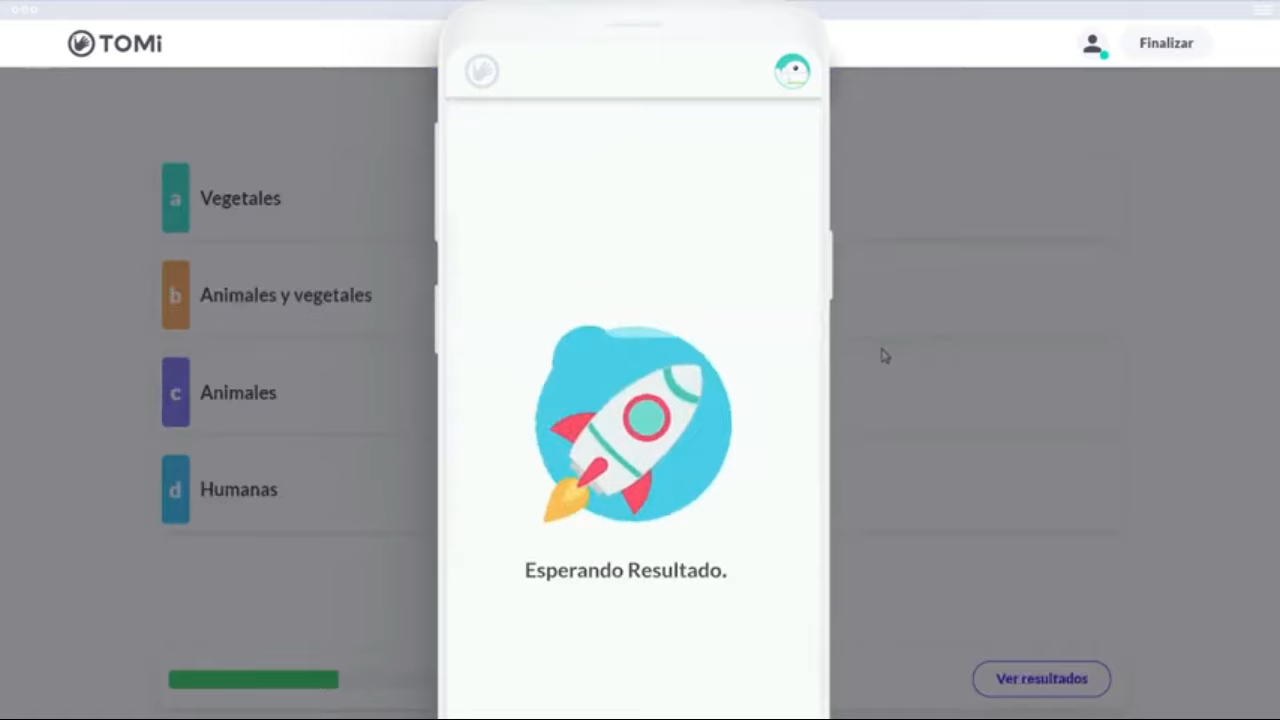 TOMi
Finalizar
a Vegetales
b Animales y vegetales
c Animales
d Humanas
Esperando Resultado.
Ver resultados